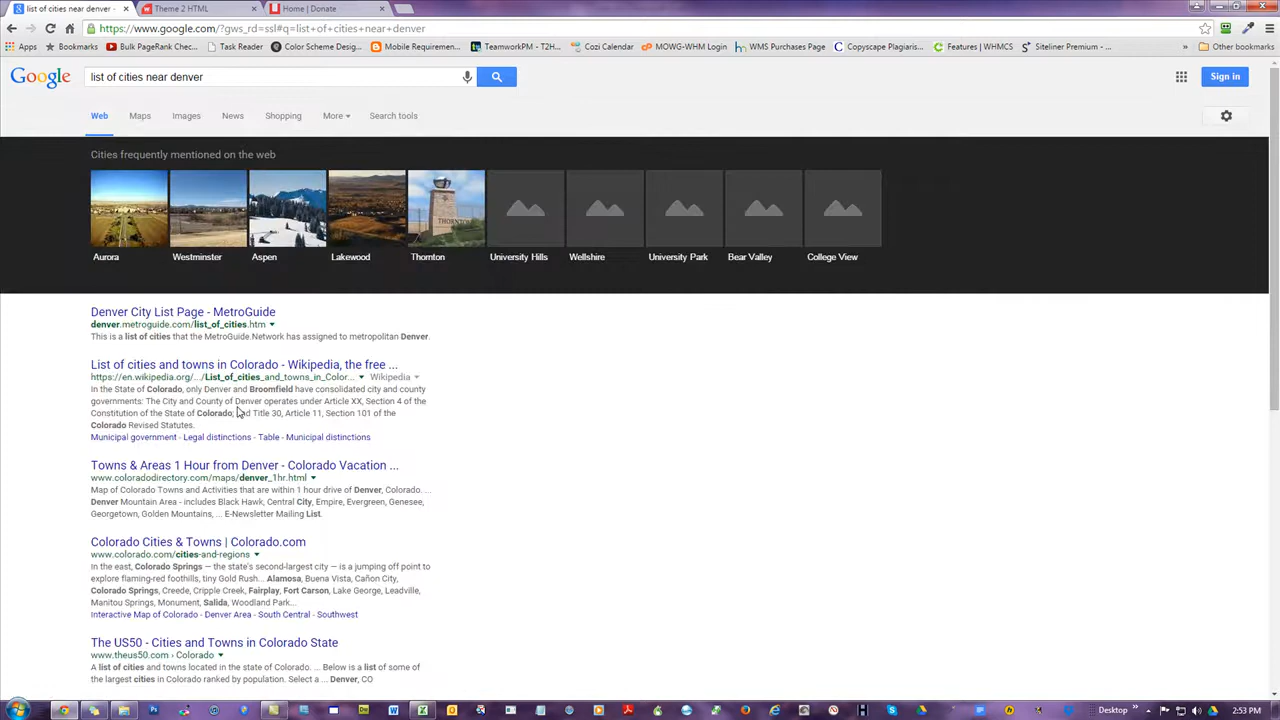 list of cities near denver -
Theme 2 HTML
Home | Donate
https://www.google.com/?gws_rd=ssl#q=list+of+cities+near+denver
Apps
Bookmarks
Bulk PageRank Chec...
Task Reader
Color Scheme Design...
Mobile Requiremen...
TeamworkPM - T2H...
Cozi Calendar
MOWG-WHM Login
WMS Purchases Page
Copyscape Plagiaris...
Features | WHMCS
Siteliner Premium - ...
»
Other bookmarks
Google
list of cities near denver
Sign in
Web
Maps
Images
News
Shopping
More
Search tools
Cities frequently mentioned on the web
THORNTON
Aurora
Westminster
Aspen
Lakewood
Thornton
University Hills
Wellshire
University Park
Bear Valley
College View
Denver City List Page - MetroGuide
denver.metroguide.com/list_of_cities.htm
This is a list of cities that the MetroGuide.Network has assigned to metropolitan Denver.
List of cities and towns in Colorado - Wikipedia, the free ...
https://en.wikipedia.org/.../List_of_cities_and_towns_in_Color... Wikipedia
In the State of Colorado, only Denver and Broomfield have consolidated city and county
governments: The City and County of Denver operates under Article XX, Section 4 of the
Constitution of the State of Colorado; and Title 30, Article 11, Section 101 of the
Colorado Revised Statutes.
Municipal government - Legal distinctions - Table - Municipal distinctions
Towns & Areas 1 Hour from Denver - Colorado Vacation ...
www.coloradodirectory.com/maps/denver_1hr.html
Map of Colorado Towns and Activities that are within 1 hour drive of Denver, Colorado. ...
Denver Mountain Area - includes Black Hawk, Central City, Empire, Evergreen, Genesee,
Georgetown, Golden Mountains, ... E-Newsletter Mailing List.
Colorado Cities & Towns | Colorado.com
www.colorado.com/cities-and-regions
In the east, Colorado Springs — the state's second-largest city — is a jumping off point to
explore flaming-red foothills, tiny Gold Rush... Alamosa, Buena Vista, Cañon City,
Colorado Springs, Creede, Cripple Creek, Fairplay, Fort Carson, Lake George, Leadville,
Manitou Springs, Monument, Salida, Woodland Park...
Interactive Map of Colorado - Denver Area - South Central - Southwest
The US50 - Cities and Towns in Colorado State
www.theus50.com › Colorado
A list of cities and towns located in the state of Colorado. ... Below is a list of some of
the largest cities in Colorado ranked by population. Select a ... Denver, CO
Desktop
»
2:53 PM